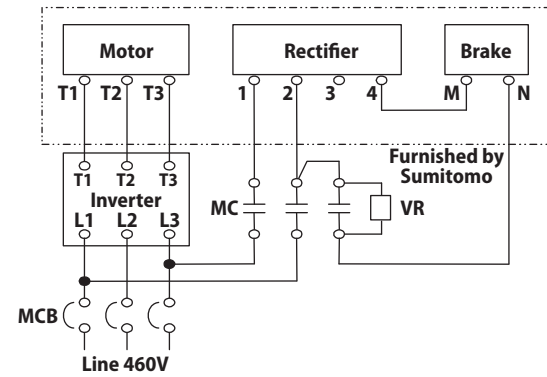 Motor Rectifier Brake
T1 T2 T3 1 2 3 4 M N
Furnished by
Sumitomo
T1 T2 T3
Inverter
L1 L2 L3
MC VR
MCB
Line 460V